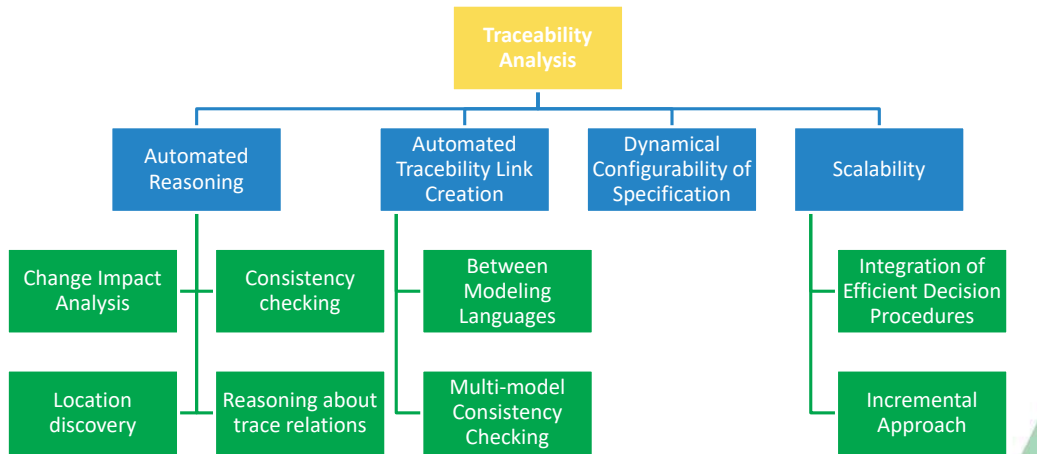 Traceability
Analysis
Automated
Reasoning
Automated
Tracebility Link
Creation
Dynamical
Configurability of
Specification
Scalability
Change Impact
Analysis
Consistency
checking
Between
Modeling
Languages
Integration of
Efficient Decision
Procedures
Location
discovery
Reasoning about
trace relations
Multi-model
Consistency
Checking
Incremental
Approach